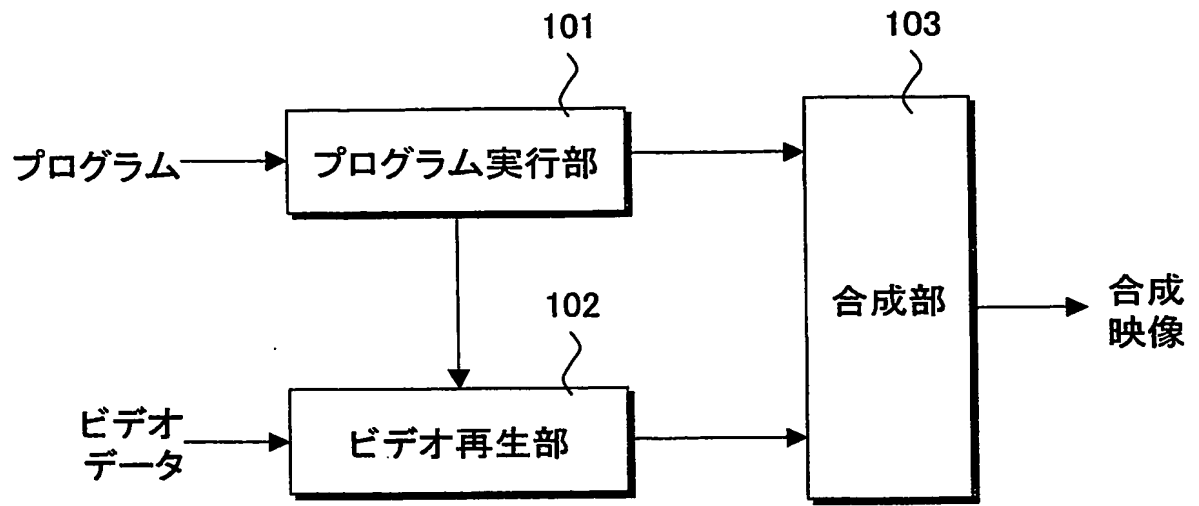 101
103
プログラム
プログラム実行部
合成部
合成
映像
102
ビデオ
データ
ビデオ再生部